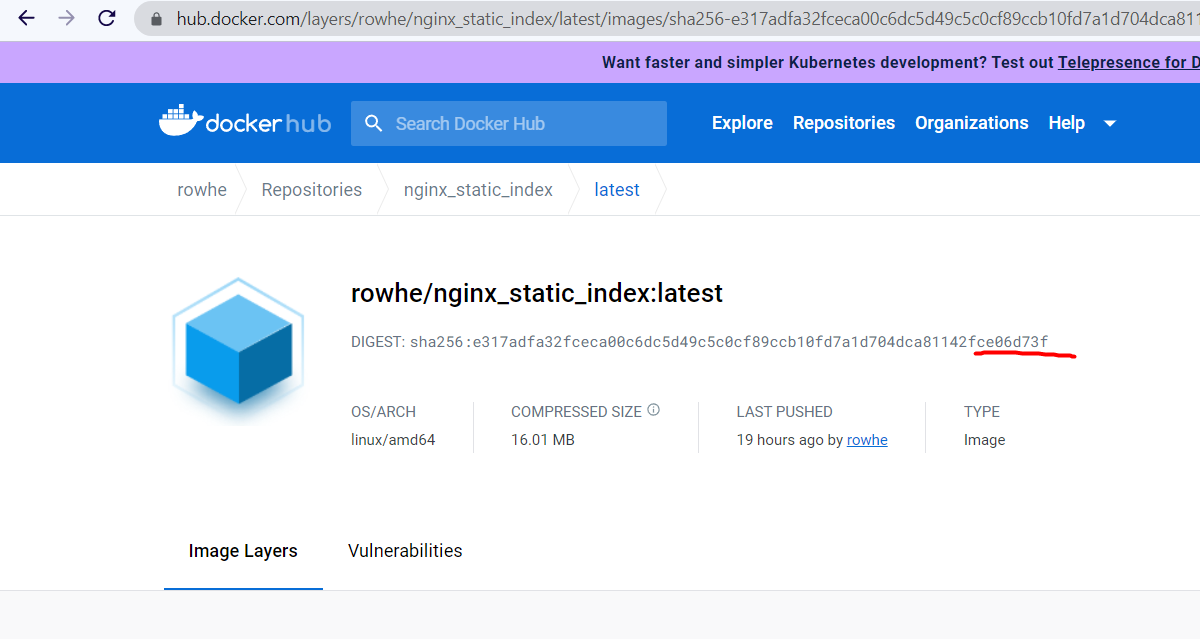 hub.docker.com/layers/rowhe/nginx_static_index/latest/images/sha256-e317adfa32fceca00c6dc5d49c5c0cf89ccb10fd7a1d704dca811
Want faster and simpler Kubernetes development? Test out Telepresence for D
docker hub Search Docker Hub Explore Repositories Organizations Help
rowhe Repositories nginx_static_index latest
rowhe/nginx_static_index:latest
DIGEST: sha256:e317adfa32fceca00c6dc5d49c5c0cf89ccb10fd7a1d704dca81142fce06d73f
OS/ARCH COMPRESSED SIZE LAST PUSHED TYPE
linux/amd64 16.01 MB 19 hours ago by rowhe Image
Image Layers Vulnerabilities